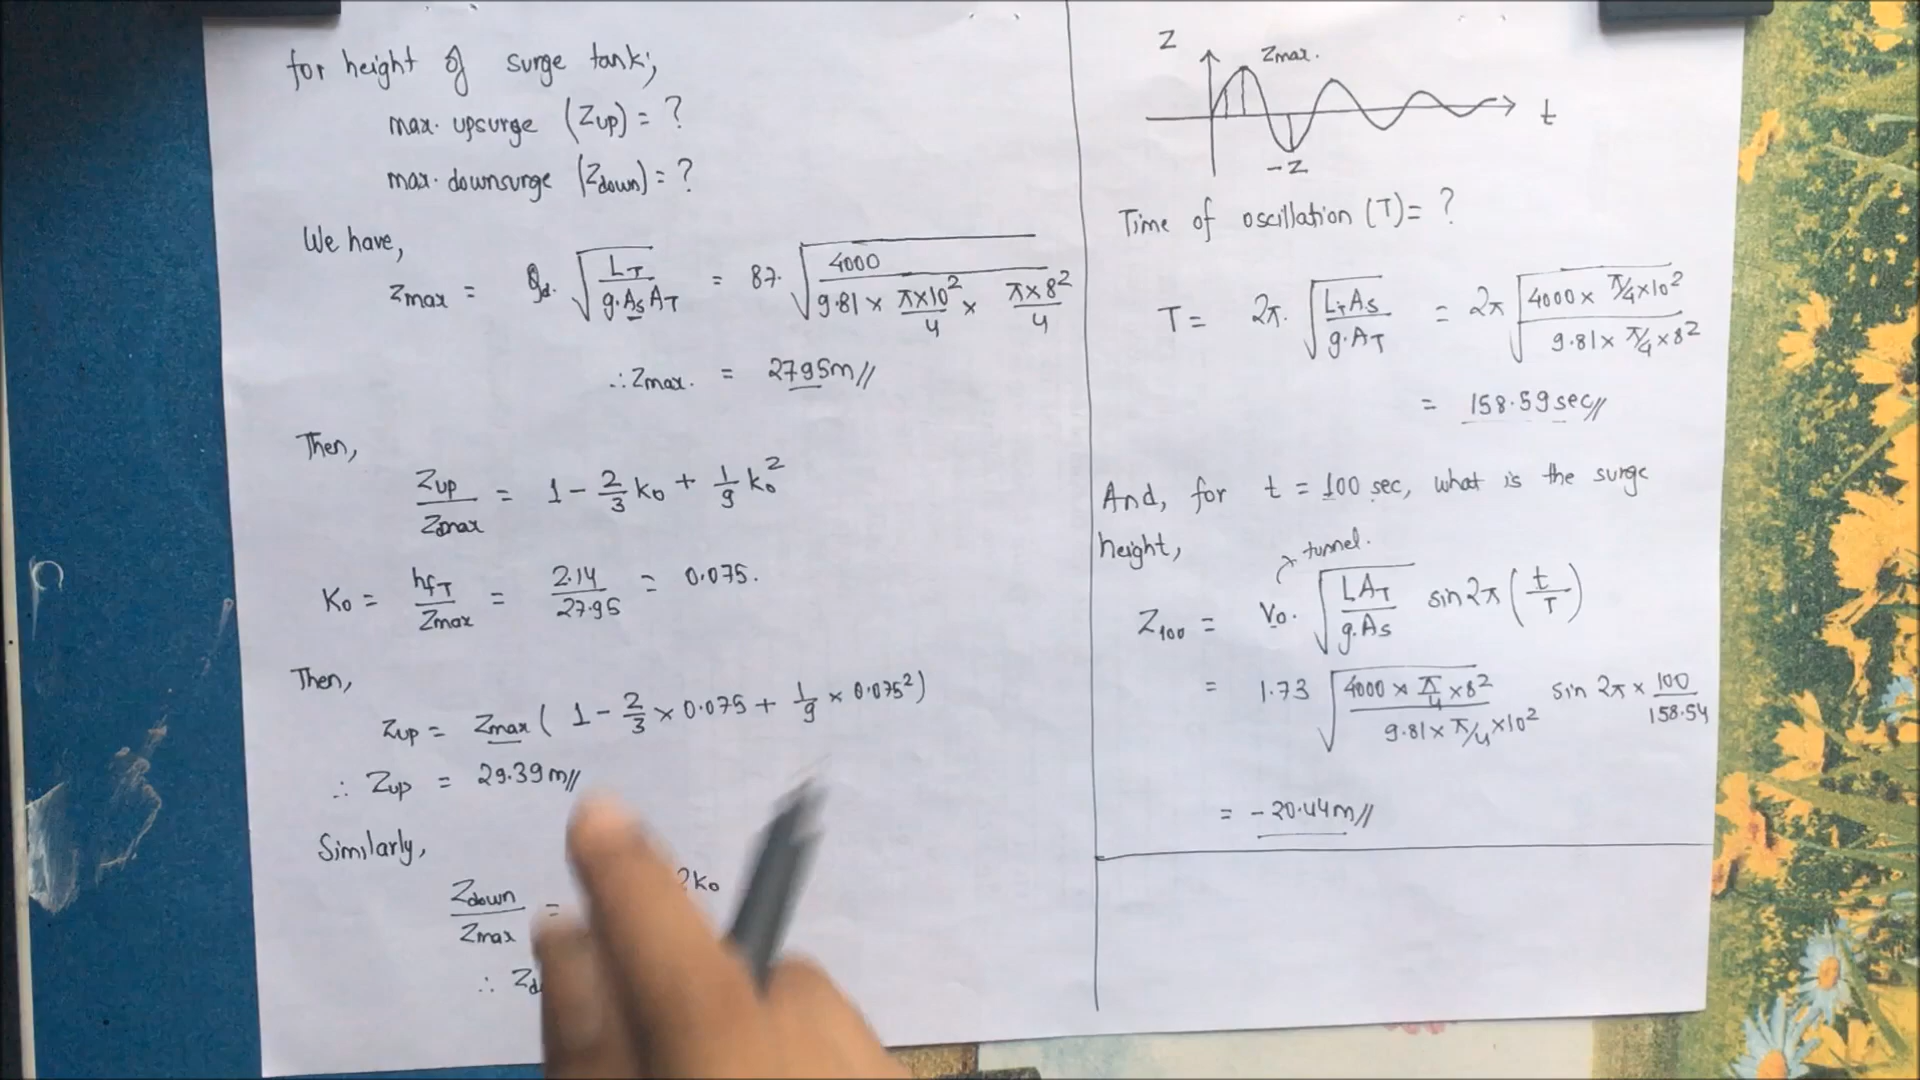 for height of surge tank;
max. upsurge (Zup) = ?
max. downsurge (Zdown) = ?
We have,
Zmax = Qd. √(LT / g.As AT) = 87. √(4000 / 9.81 × π×10²/4 × π×8²/4)
∴ Zmax. = 27.95m//
Then,
Zup / Zmax = 1 - 2/3 k0 + 1/9 k0²
K0 = hfT / Zmax = 2.14 / 27.95 = 0.075.
Then,
Zup = Zmax ( 1 - 2/3 × 0.075 + 1/9 × 0.075²)
∴ Zup = 29.39m//
Similarly,
Zdown / Zmax = 2k0
∴ Zd
Z
Zmax.
t
-Z
Time of oscillation (T) = ?
T = 2π. √(LT As / g.AT) = 2π √(4000 × π/4×10² / 9.81 × π/4 × 8²)
= 158.59 sec//
And, for t = 100 sec, what is the surge
height,
tunnel.
Z100 = V0. √(LAT / g.As) sin 2π (t/T)
= 1.73 √(4000 × π/4 × 8² / 9.81 × π/4 × 10²) sin 2π × 100 / 158.54
= -20.44m//